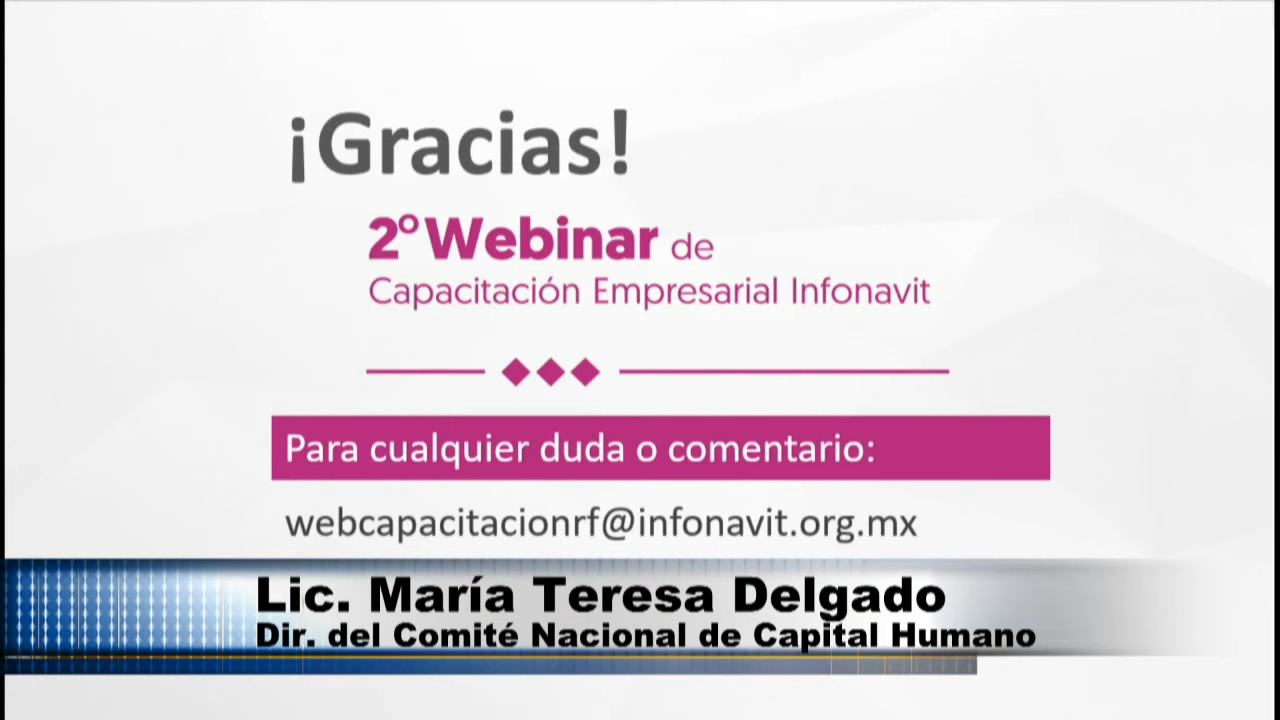 ¡Gracias!
2º Webinar de
Capacitación Empresarial Infonavit
Para cualquier duda o comentario:
webcapacitacionrf@infonavit.org.mx
Lic. María Teresa Delgado
Dir. del Comité Nacional de Capital Humano